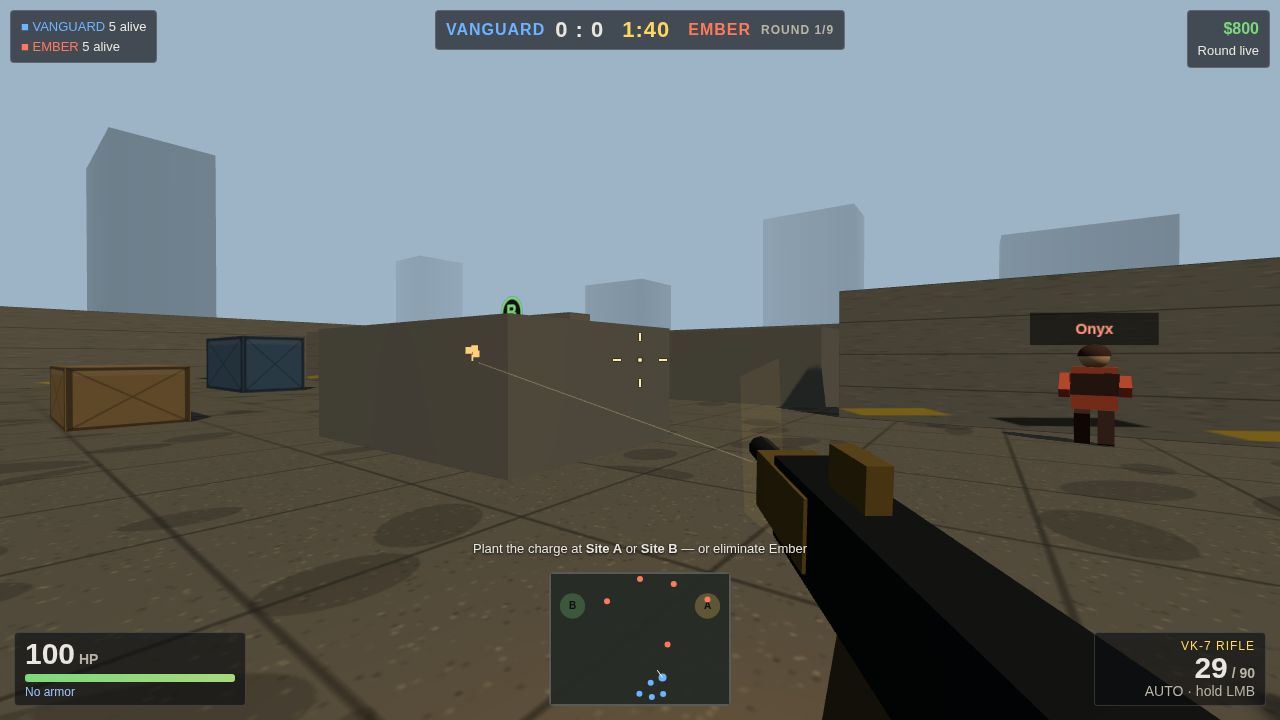 ■ VANGUARD 5 alive
■ EMBER 5 alive
VANGUARD 0 : 0 1:40 EMBER ROUND 1/9
$800
Round live
B
Onyx
Plant the charge at Site A or Site B — or eliminate Ember
B A
100 HP
No armor
VK-7 RIFLE
29 / 90
AUTO · hold LMB